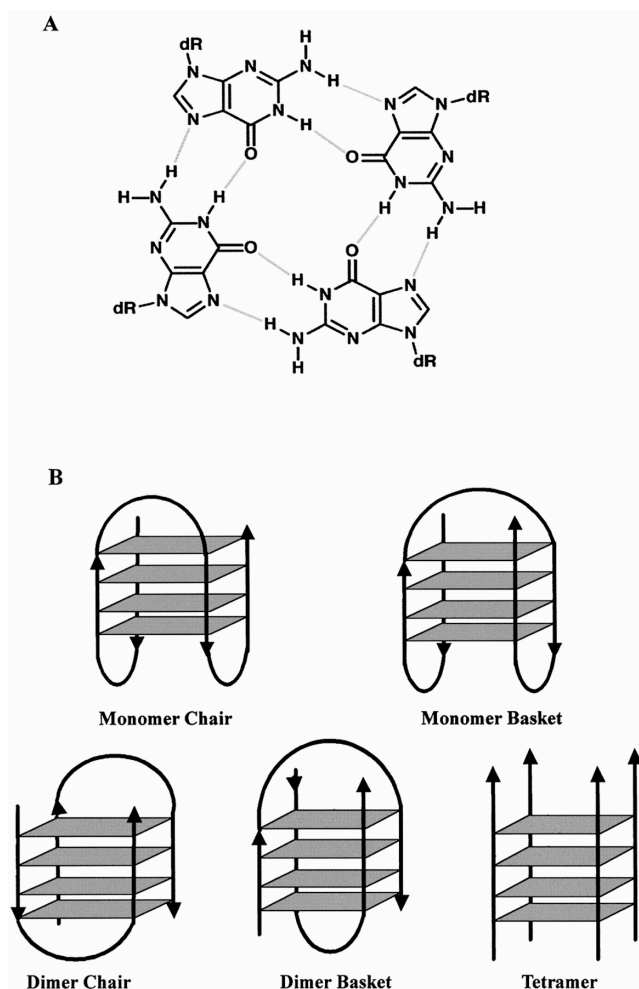 A
H
dR
N N N H
N dR
N N
N H
O O N
H
N H
H N
H N H
N
H
N O O
H N
N N N
dR
H
N N N
H dR
B
Monomer Chair Monomer Basket
Dimer Chair Dimer Basket Tetramer